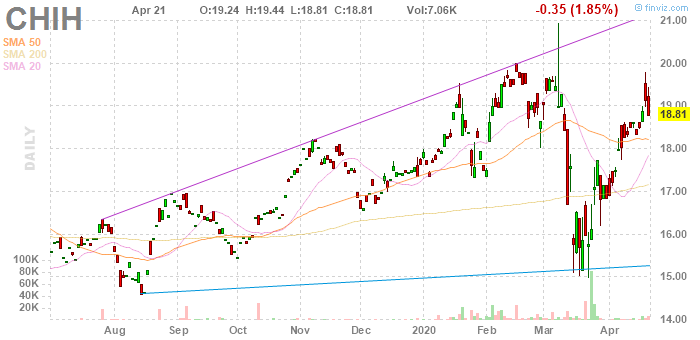 CHIH Apr 21 O:19.24 H:19.44 L:18.81 C:18.81 Vol:7.06K -0.35 (1.85%) © finviz.com
SMA 50
SMA 200
SMA 20
DAILY
21.00
20.00
19.00
18.81
18.00
17.00
16.00
15.00
14.00
100K
80K
60K
40K
20K
Aug Sep Oct Nov Dec 2020 Feb Mar Apr